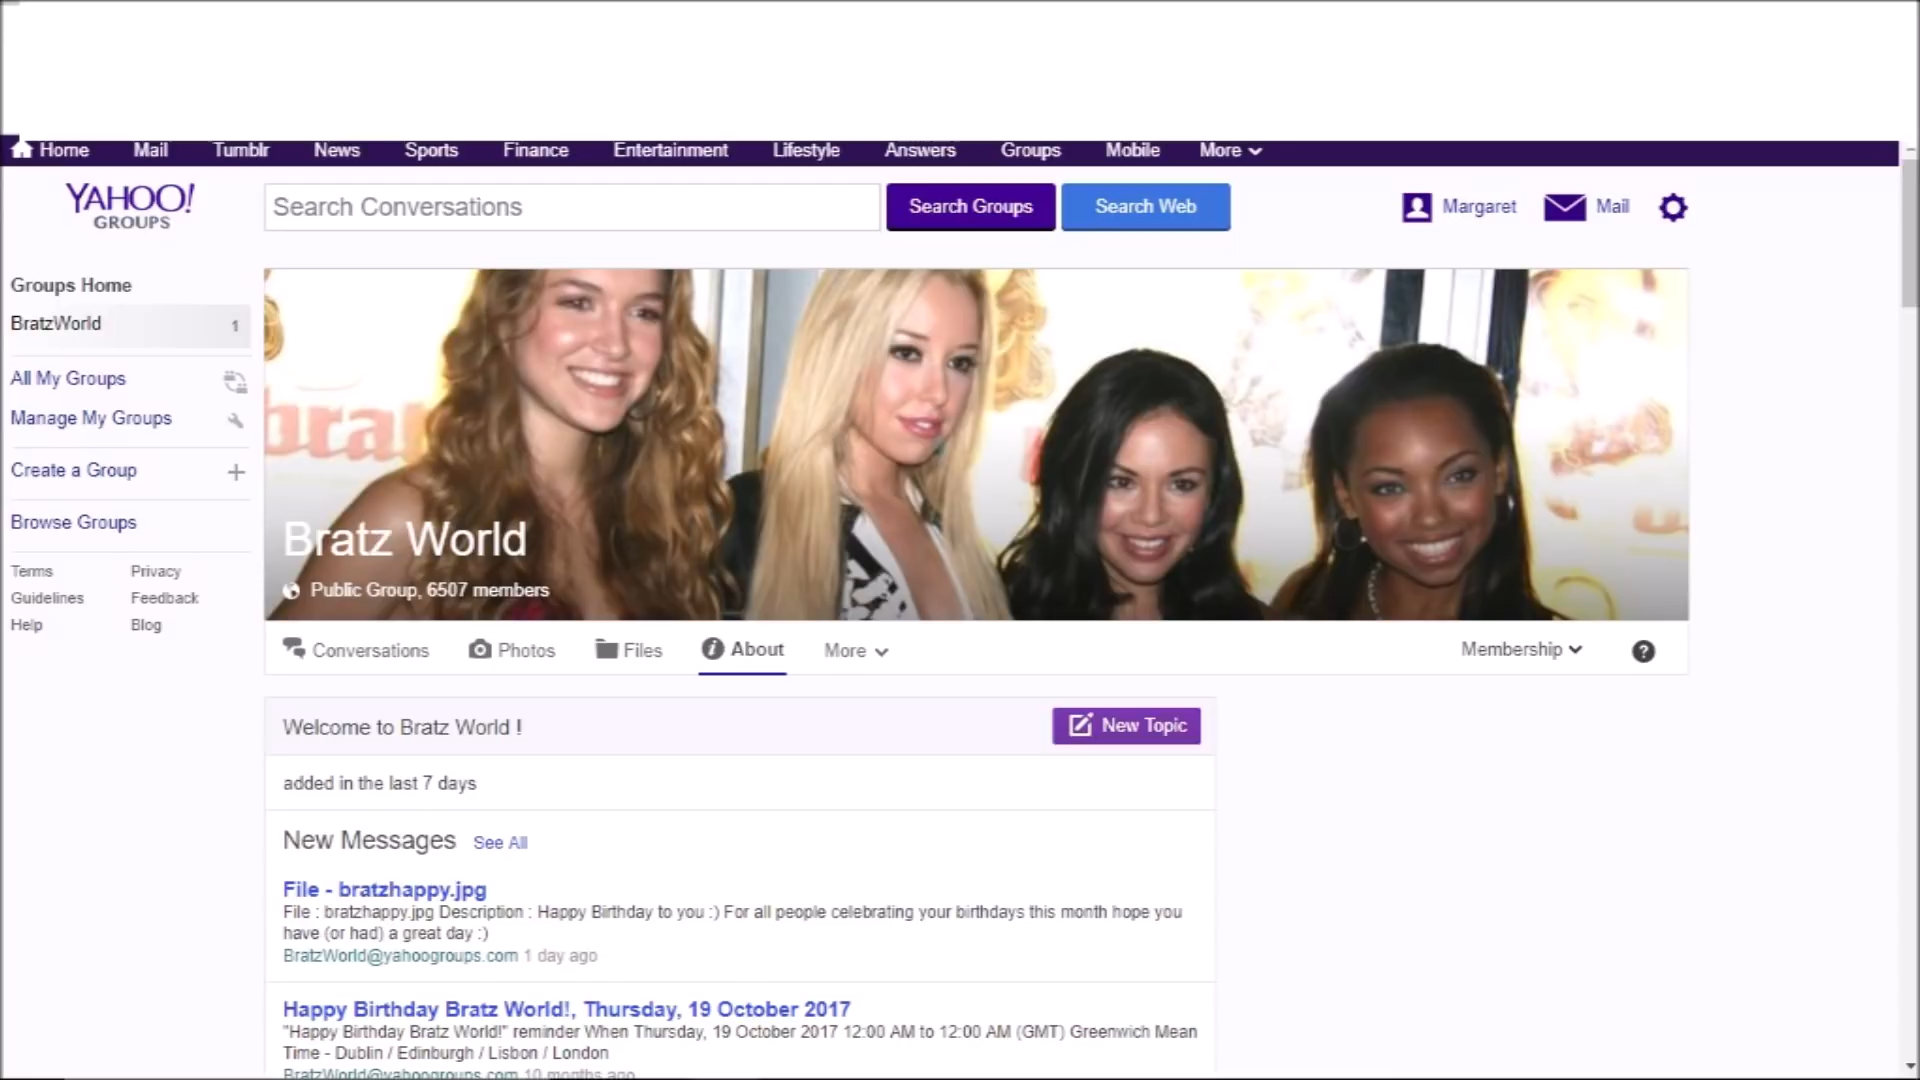 Home Mail Tumblr News Sports Finance Entertainment Lifestyle Answers Groups Mobile More
YAHOO!
GROUPS
Search Conversations
Search Groups
Search Web
Margaret
Mail
Groups Home
BratzWorld 1
All My Groups
Manage My Groups
Create a Group
Browse Groups
Terms Privacy
Guidelines Feedback
Help Blog
bra
Bratz World
Public Group, 6507 members
Conversations Photos Files About More Membership ?
Welcome to Bratz World !
New Topic
added in the last 7 days
New Messages See All
File - bratzhappy.jpg
File : bratzhappy.jpg Description : Happy Birthday to you :) For all people celebrating your birthdays this month hope you
have (or had) a great day :)
BratzWorld@yahoogroups.com 1 day ago
Happy Birthday Bratz World!, Thursday, 19 October 2017
"Happy Birthday Bratz World!" reminder When Thursday, 19 October 2017 12:00 AM to 12:00 AM (GMT) Greenwich Mean
Time - Dublin / Edinburgh / Lisbon / London
BratzWorld@yahoogroups.com 10 months ago